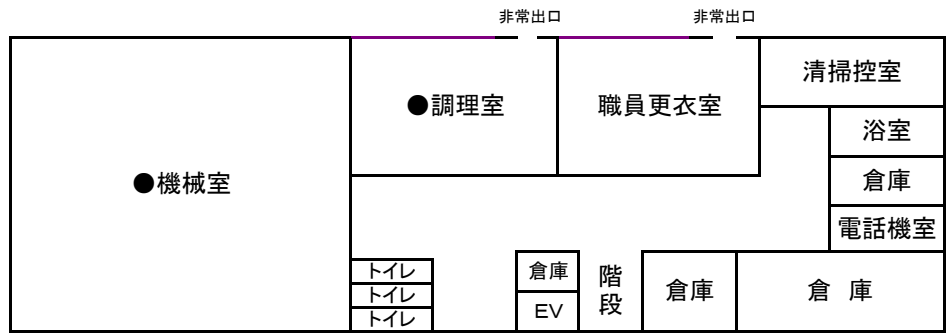 非常出口
非常出口
清掃控室
●調理室
職員更衣室
浴室
●機械室
倉庫
電話機室
トイレ
トイレ
トイレ
倉庫
EV
階
段
倉庫
倉 庫